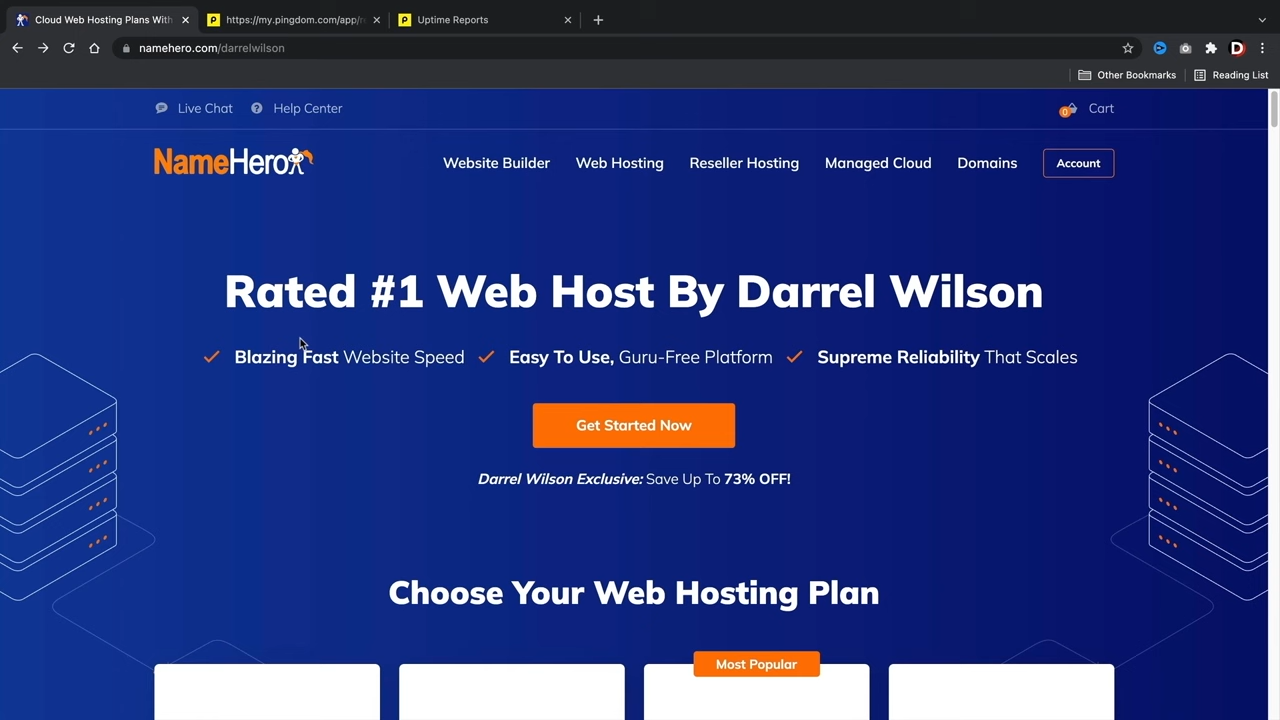 Cloud Web Hosting Plans With
https://my.pingdom.com/app/r
Uptime Reports
namehero.com/darrelwilson
D
Other Bookmarks
Reading List
Live Chat
Help Center
0
Cart
NameHero
Website Builder
Web Hosting
Reseller Hosting
Managed Cloud
Domains
Account
Rated #1 Web Host By Darrel Wilson
Blazing Fast Website Speed
Easy To Use, Guru-Free Platform
Supreme Reliability That Scales
Get Started Now
Darrel Wilson Exclusive: Save Up To 73% OFF!
Choose Your Web Hosting Plan
Most Popular